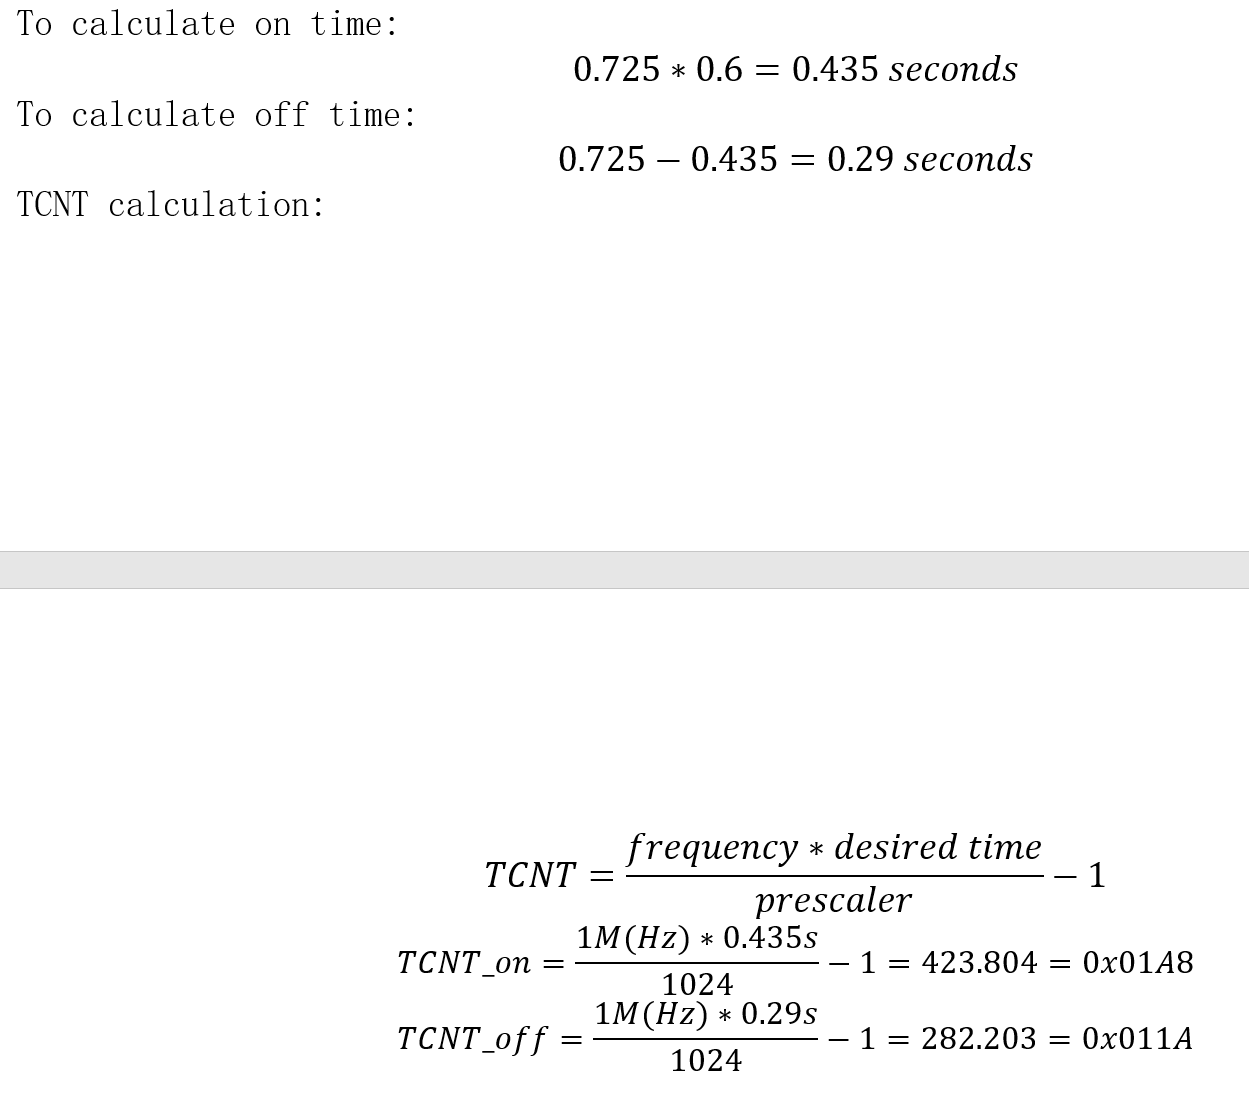 To calculate on time:
0.725 ∗ 0.6 = 0.435 seconds
To calculate off time:
0.725 − 0.435 = 0.29 seconds
TCNT calculation:
TCNT = frequency ∗ desired time / prescaler − 1
TCNT_on = 1M(Hz) ∗ 0.435s / 1024 − 1 = 423.804 = 0x01A8
TCNT_off = 1M(Hz) ∗ 0.29s / 1024 − 1 = 282.203 = 0x011A